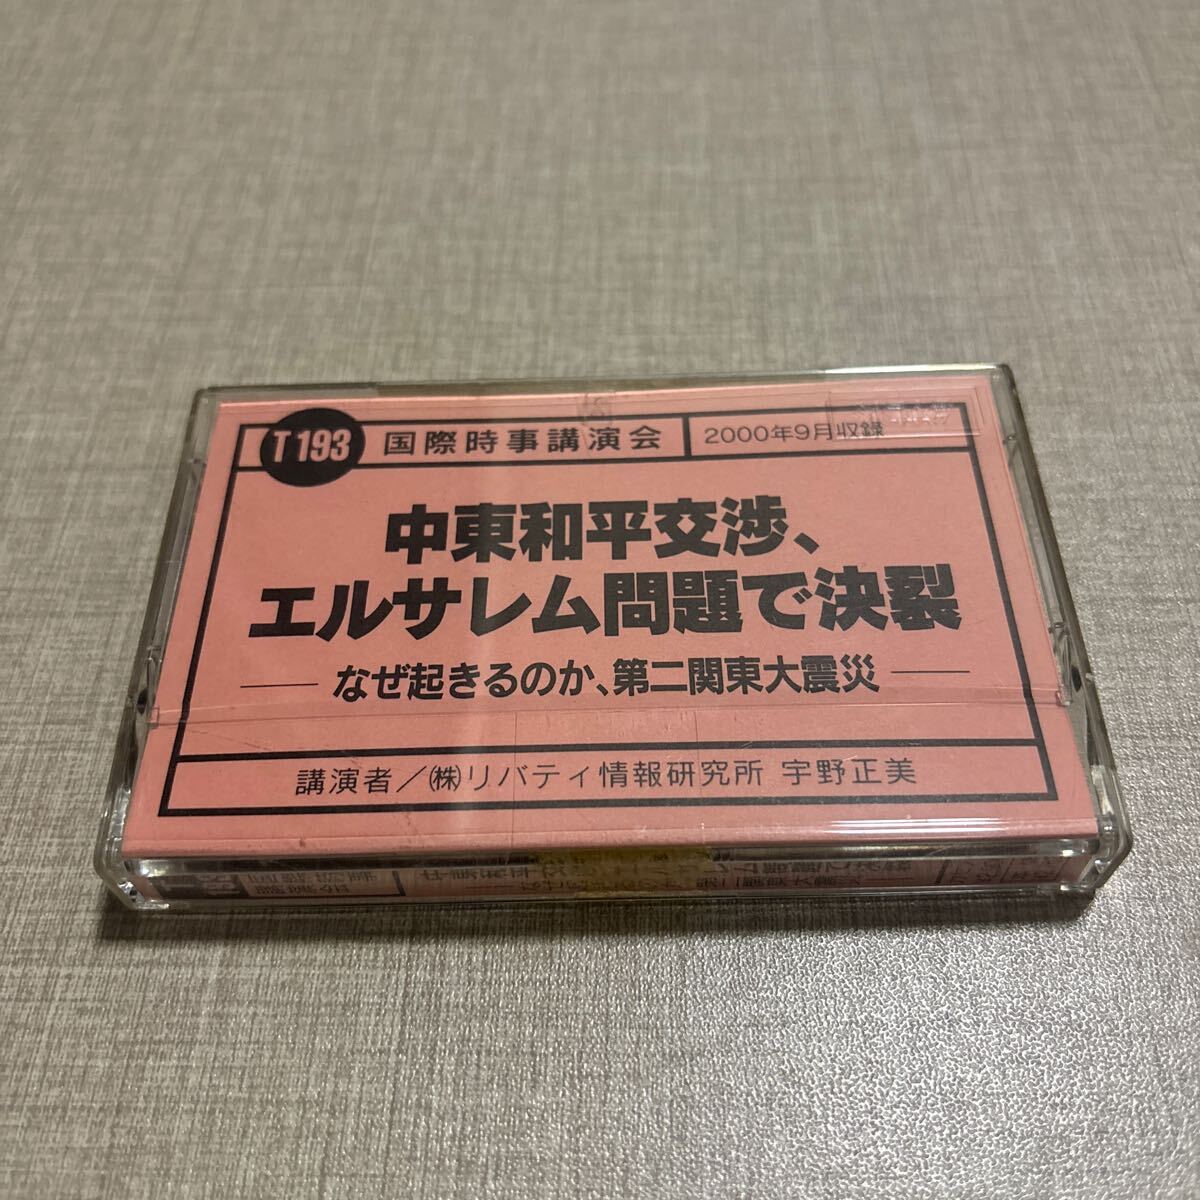 T193 国際時事講演会 2000年9月収録
中東和平交渉、
エルサレム問題で決裂
なぜ起きるのか、第二関東大震災
講演者／㈱リバティ情報研究所 宇野正美